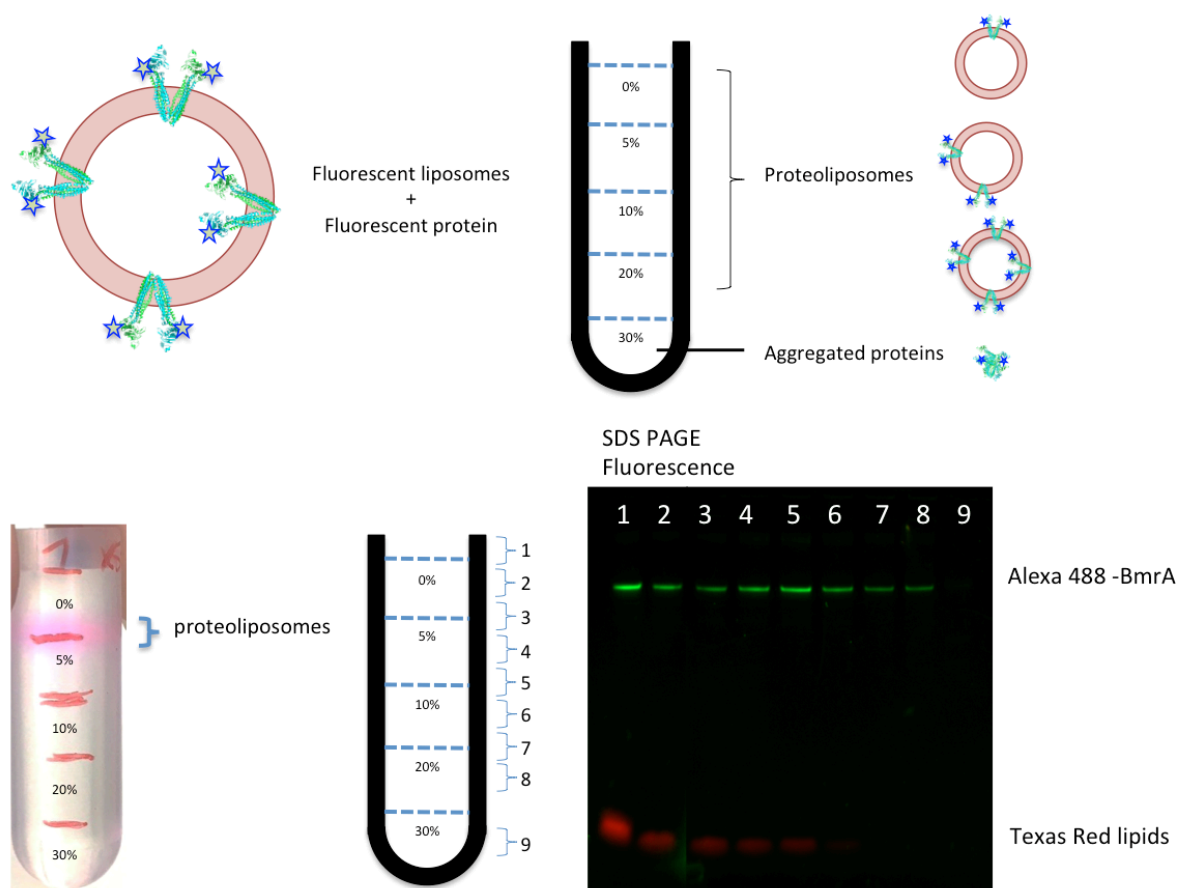 Fluorescent liposomes
+
Fluorescent protein
0%
5%
10%
20%
30%
Proteoliposomes
Aggregated proteins
0%
5%
10%
20%
30%
proteoliposomes
0%
5%
10%
20%
30%
1
2
3
4
5
6
7
8
9
SDS PAGE
Fluorescence
1 2 3 4 5 6 7 8 9
Alexa 488 -BmrA
Texas Red lipids